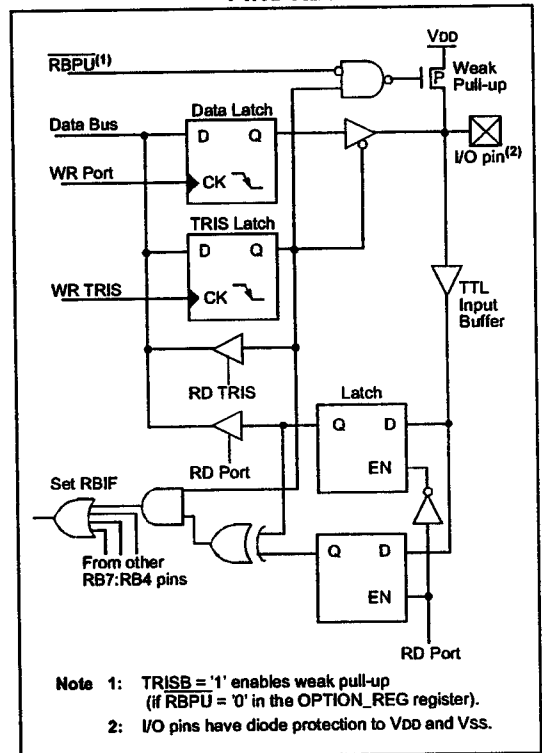 VDD
RBPU(1)
P
Weak
Pull-up
Data Latch
Data Bus
D Q
I/O pin(2)
WR Port
CK
TRIS Latch
D Q
TTL
Input
Buffer
WR TRIS
CK
RD TRIS
Latch
Q D
RD Port
EN
Set RBIF
Q D
From other
RB7:RB4 pins
EN
RD Port
Note 1: TRISB = '1' enables weak pull-up
(if RBPU = '0' in the OPTION_REG register).
2: I/O pins have diode protection to VDD and VSS.